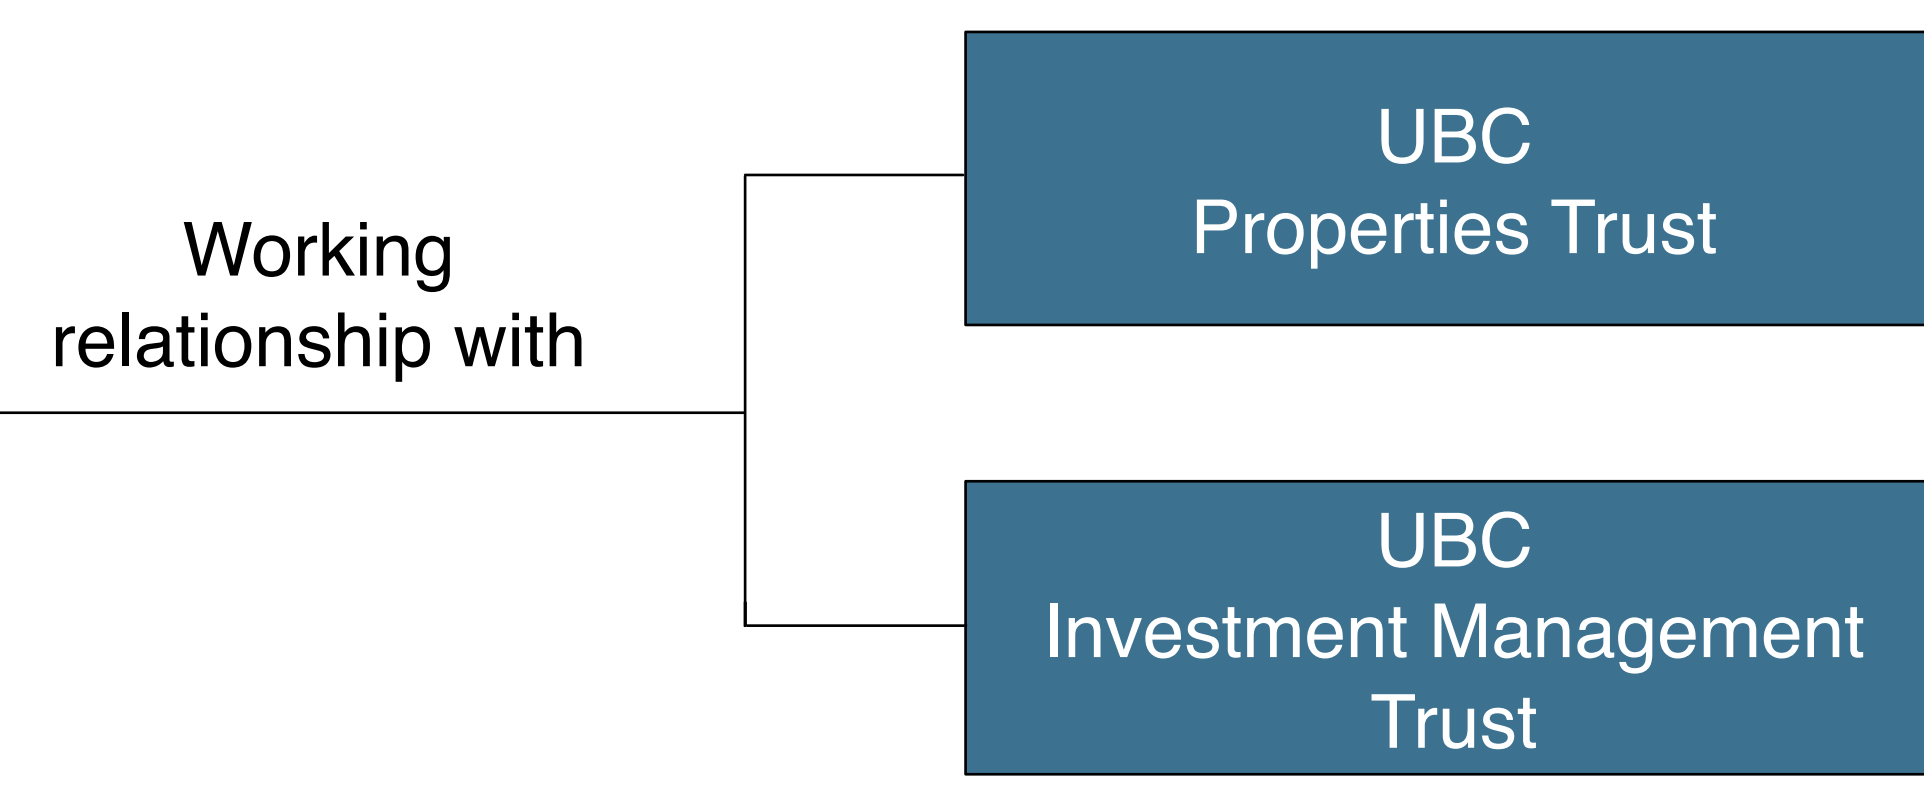 Working
relationship with
UBC
Properties Trust
UBC
Investment Management
Trust